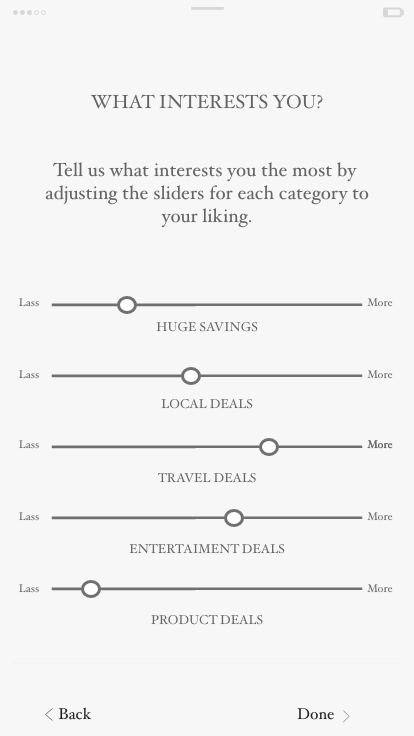 WHAT INTERESTS YOU?
Tell us what interests you the most by
adjusting the sliders for each category to
your liking.
Lass More
HUGE SAVINGS
Lass More
LOCAL DEALS
Lass More
TRAVEL DEALS
Lass More
ENTERTAIMENT DEALS
Lass More
PRODUCT DEALS
Back Done